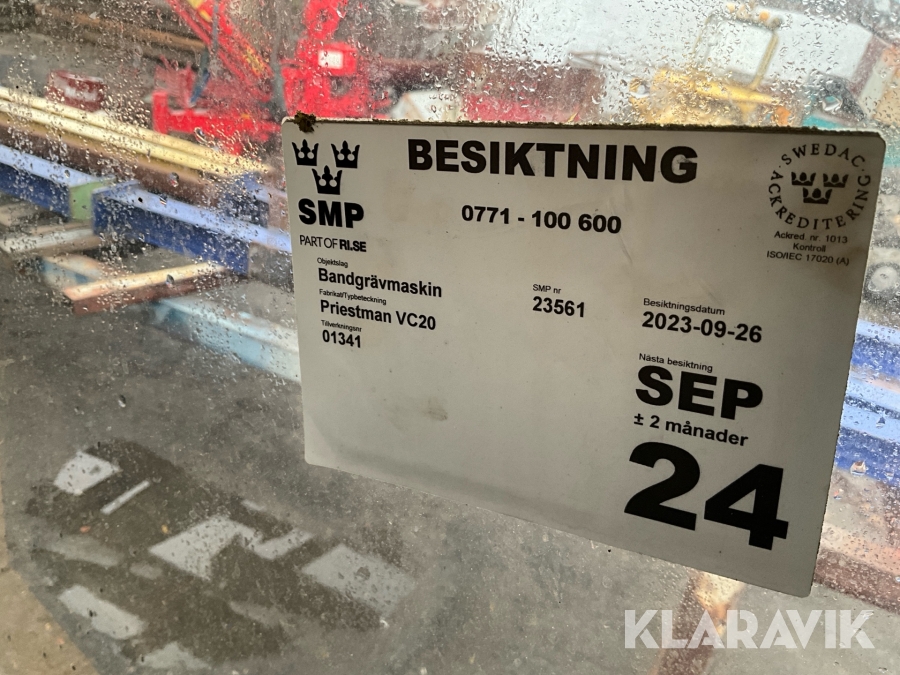 BESIKTNING
0771 - 100 600
SMP
PART OF RI.SE
SWEDAC
ACKREDITERING
Ackred. nr. 1013
Kontroll
ISO/IEC 17020 (A)
Objektslag
Bandgrävmaskin
Fabrikat/Typbeteckning
Priestman VC20
Tillverkningsnr
01341
SMP nr
23561
Besiktningsdatum
2023-09-26
Nästa besiktning
SEP
± 2 månader
24
KLARAVIK